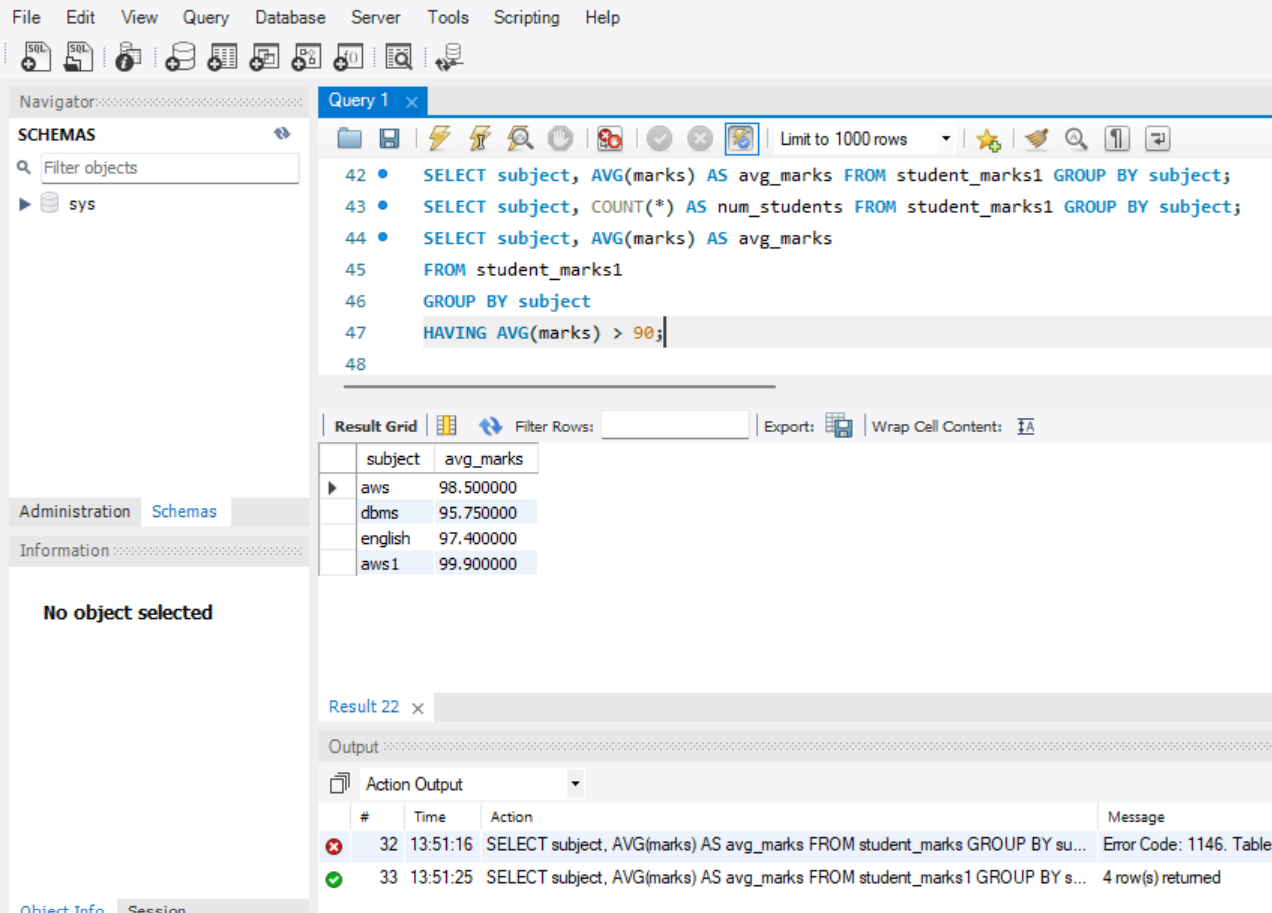 File Edit View Query Database Server Tools Scripting Help
SQL SQL
Navigator
SCHEMAS
Filter objects
sys
Administration Schemas
Information
No object selected
Object Info Session
Query 1
Limit to 1000 rows
42 SELECT subject, AVG(marks) AS avg_marks FROM student_marks1 GROUP BY subject;
43 SELECT subject, COUNT(*) AS num_students FROM student_marks1 GROUP BY subject;
44 SELECT subject, AVG(marks) AS avg_marks
45 FROM student_marks1
46 GROUP BY subject
47 HAVING AVG(marks) > 90;
48
Result Grid Filter Rows: Export: Wrap Cell Content:
subject avg_marks
aws 98.500000
dbms 95.750000
english 97.400000
aws1 99.900000
Result 22
Output
Action Output
# Time Action Message
32 13:51:16 SELECT subject, AVG(marks) AS avg_marks FROM student_marks GROUP BY su... Error Code: 1146. Table
33 13:51:25 SELECT subject, AVG(marks) AS avg_marks FROM student_marks1 GROUP BY s... 4 row(s) returned